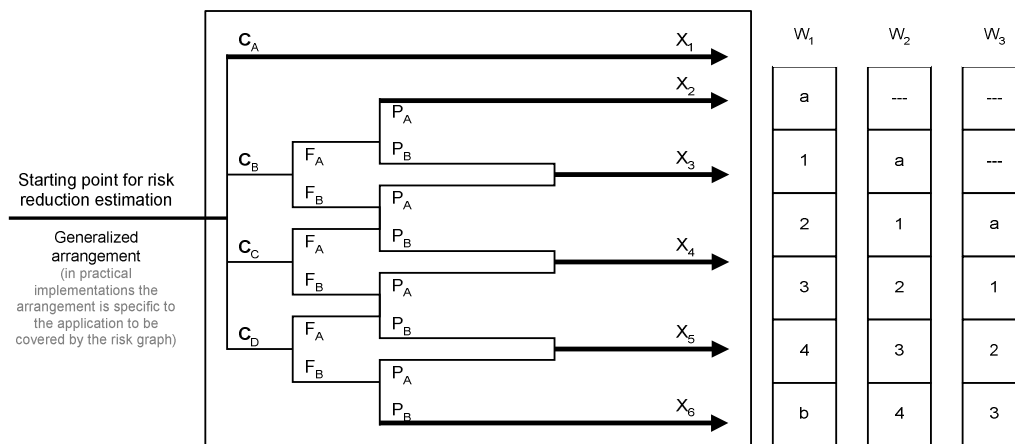 C_A X_1 W_1 W_2 W_3
X_2 a --- ---
P_A
P_B
F_A
C_B X_3 1 a ---
Starting point for risk
reduction estimation
F_B P_A 2 1 a
Generalized
arrangement
(in practical
implementations the
arrangement is specific to
the application to be
covered by the risk graph)
F_A P_B
C_C X_4
F_B P_A 3 2 1
F_A P_B
C_D X_5 4 3 2
F_B P_A
P_B X_6 b 4 3